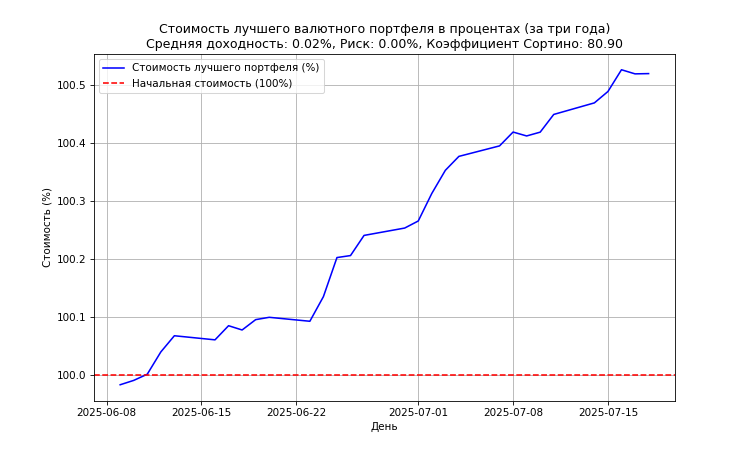 Стоимость лучшего валютного портфеля в процентах (за три года)
Средняя доходность: 0.02%, Риск: 0.00%, Коэффициент Сортино: 80.90
Стоимость лучшего портфеля (%)
Начальная стоимость (100%)
Стоимость (%)
100.5
100.4
100.3
100.2
100.1
100.0
2025-06-08 2025-06-15 2025-06-22 2025-07-01 2025-07-08 2025-07-15
День